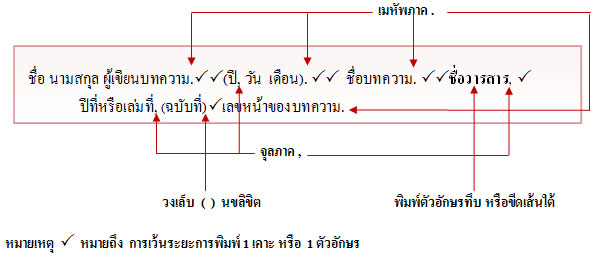 เมหัพภาค .
ชื่อ นามสกุล ผู้เขียนบทความ.✓✓(ปี, วัน เดือน). ✓✓ ชื่อบทความ. ✓ ✓ชื่อวารสาร, ✓
ปีที่หรือเล่มที่, (ฉบับที่)✓เลขหน้าของบทความ.
จุลภาค ,
วงเล็บ ( ) นขลิขิต
พิมพ์ตัวอักษรทึบ หรือขีดเส้นใต้
หมายเหตุ ✓ หมายถึง การเว้นระยะการพิมพ์ 1 เคาะ หรือ 1 ตัวอักษร